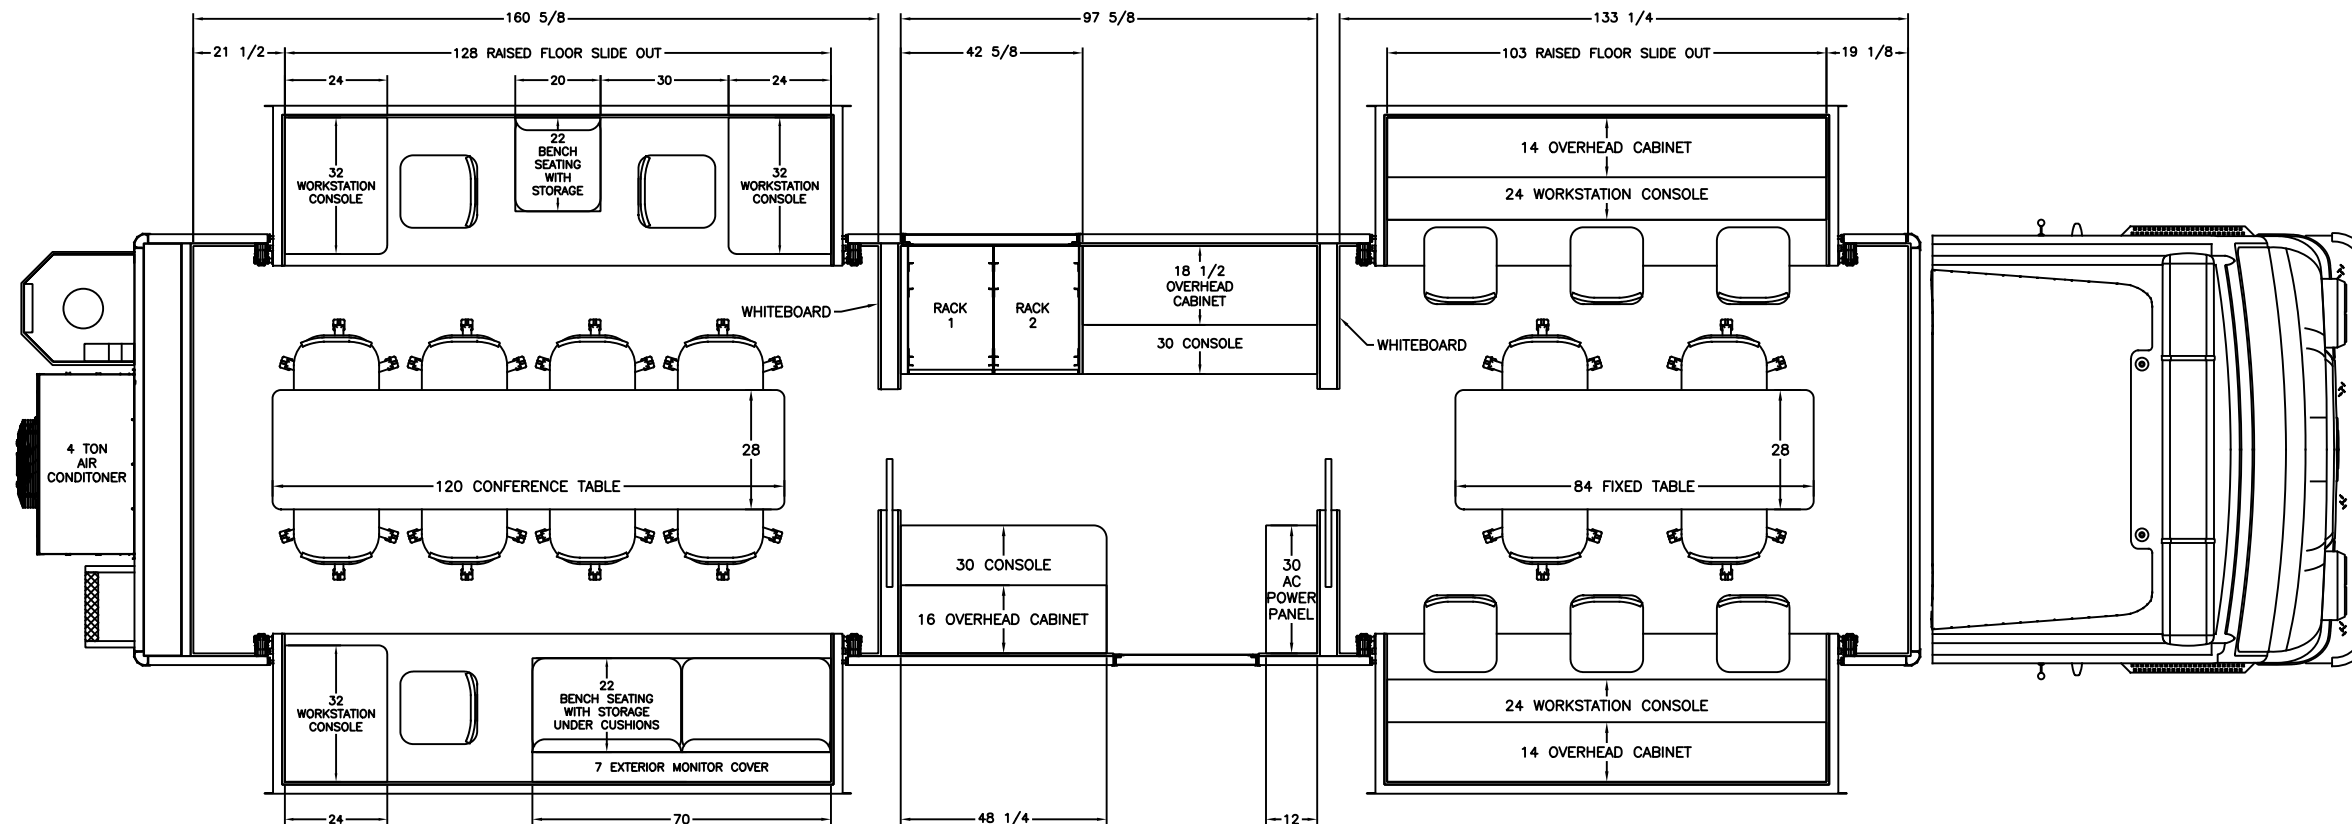 160 5/8
97 5/8
133 1/4
21 1/2
128 RAISED FLOOR SLIDE OUT
42 5/8
103 RAISED FLOOR SLIDE OUT
19 1/8
24
20
30
24
32
WORKSTATION
CONSOLE
22
BENCH
SEATING
WITH
STORAGE
32
WORKSTATION
CONSOLE
14 OVERHEAD CABINET
24 WORKSTATION CONSOLE
WHITEBOARD
RACK
1
RACK
2
18 1/2
OVERHEAD
CABINET
30 CONSOLE
WHITEBOARD
4 TON
AIR
CONDITONER
28
120 CONFERENCE TABLE
28
84 FIXED TABLE
30 CONSOLE
16 OVERHEAD CABINET
30
AC
POWER
PANEL
32
WORKSTATION
CONSOLE
22
BENCH SEATING
WITH STORAGE
UNDER CUSHIONS
7 EXTERIOR MONITOR COVER
24 WORKSTATION CONSOLE
14 OVERHEAD CABINET
24
70
48 1/4
12